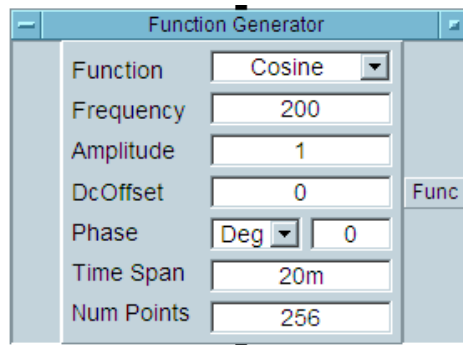 Function Generator
Function Cosine
Frequency 200
Amplitude 1
DcOffset 0
Func
Phase Deg 0
Time Span 20m
Num Points 256